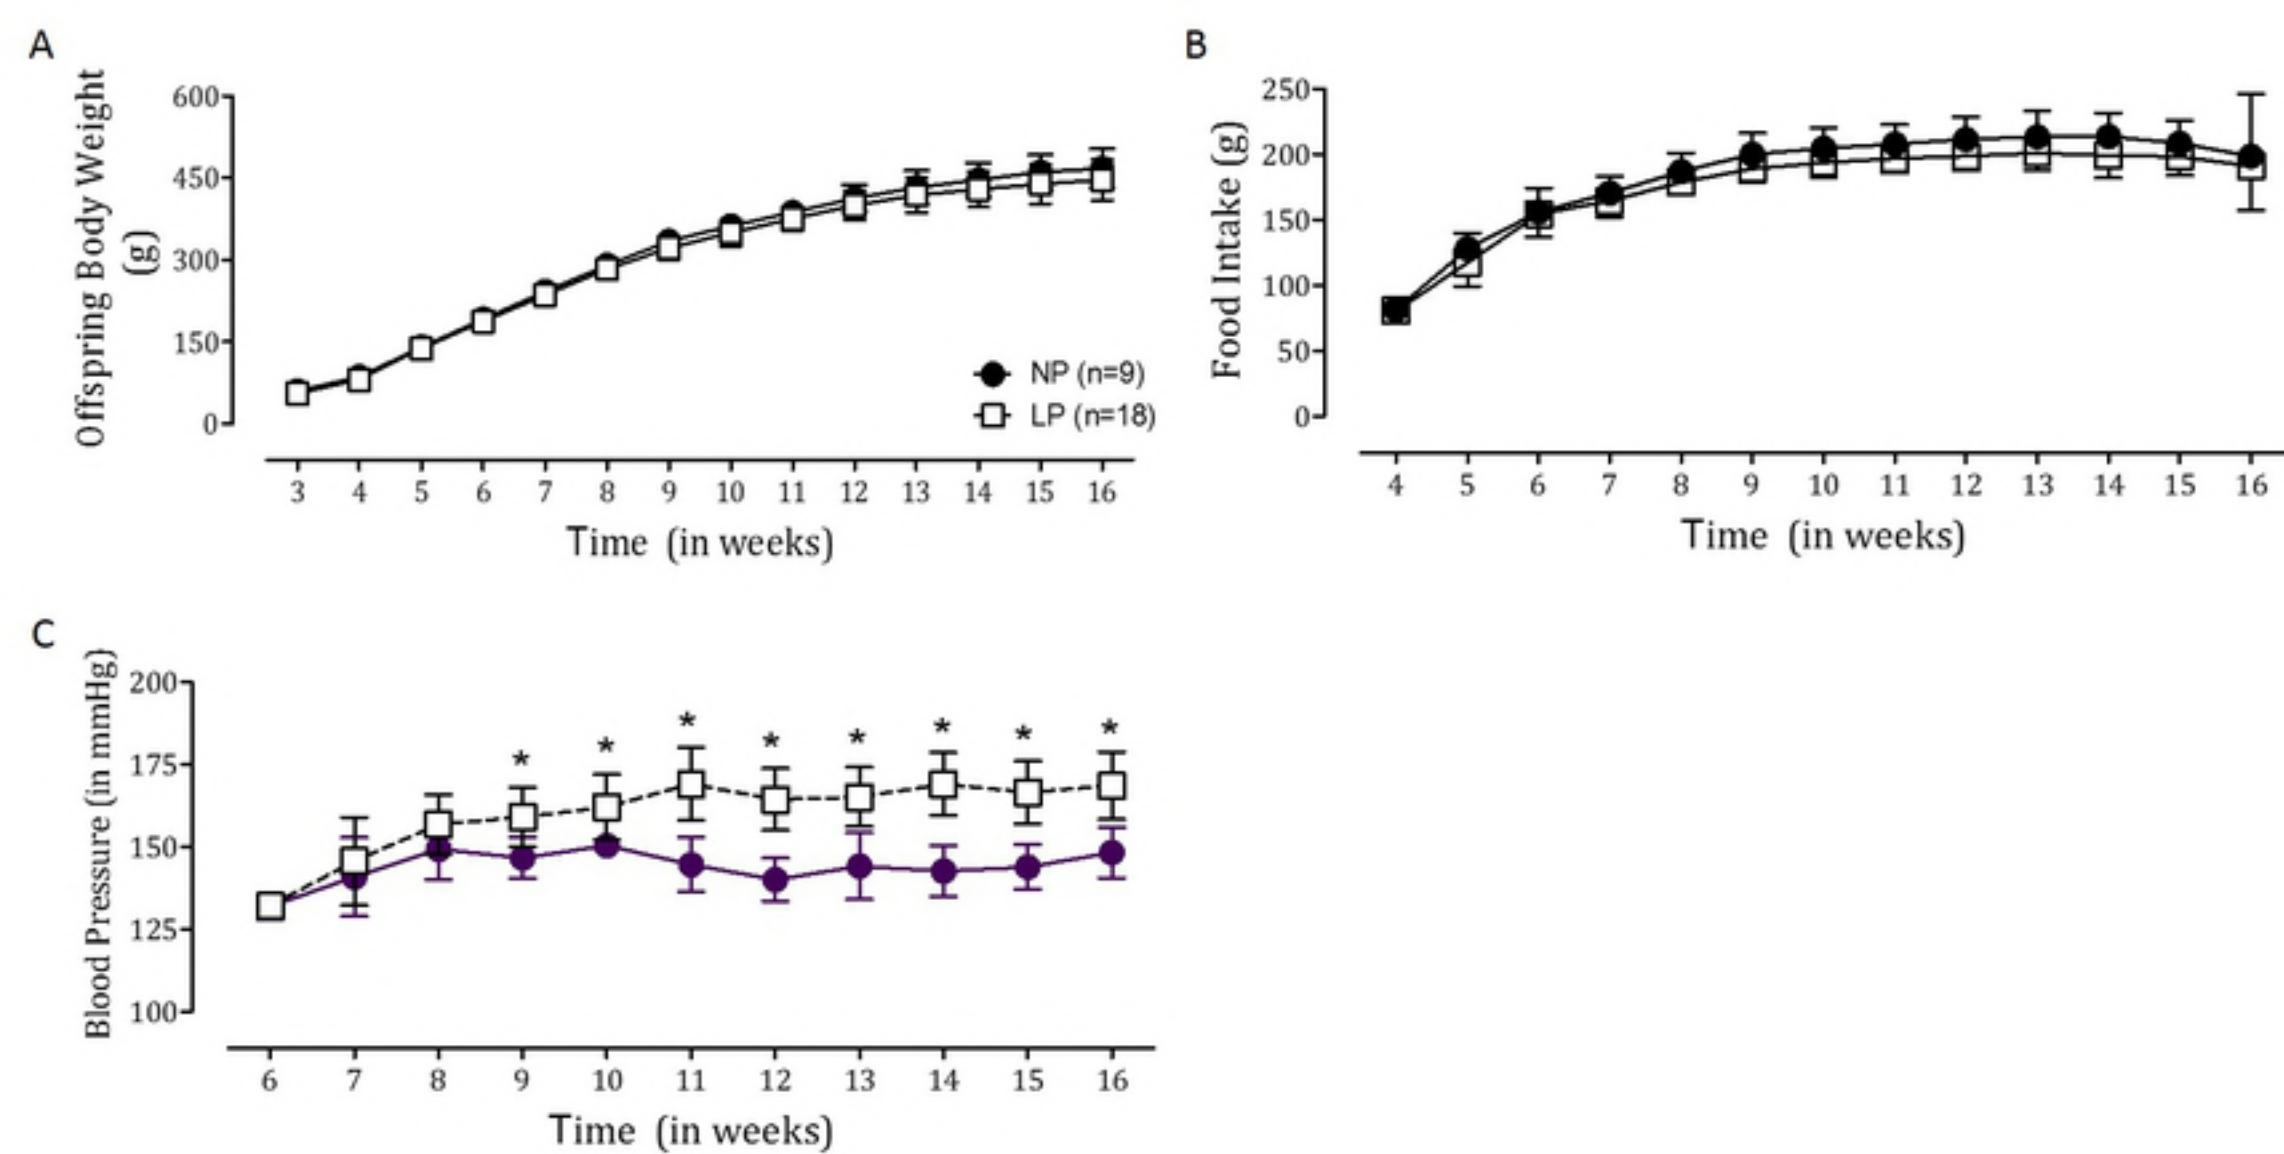 A
Offspring Body Weight
(g)
600
450
300
150
0
NP (n=9)
LP (n=18)
3 4 5 6 7 8 9 10 11 12 13 14 15 16
Time (in weeks)
B
Food Intake (g)
250
200
150
100
50
0
4 5 6 7 8 9 10 11 12 13 14 15 16
Time (in weeks)
C
Blood Pressure (in mmHg)
200
175
150
125
100
* * * * * * * *
6 7 8 9 10 11 12 13 14 15 16
Time (in weeks)